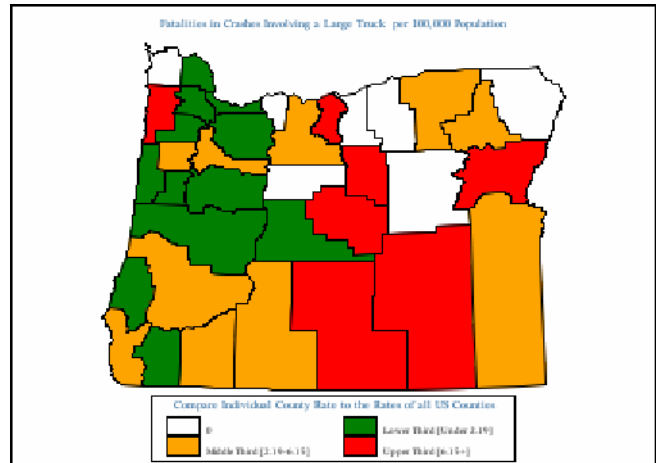 Fatalities in Crashes Involving a Large Truck per 100,000 Population
Compare Individual County Rate to the Rates of all US Counties
0
Lower Third [Under 2.19]
Middle Third [2.19-6.15]
Upper Third [6.15+]